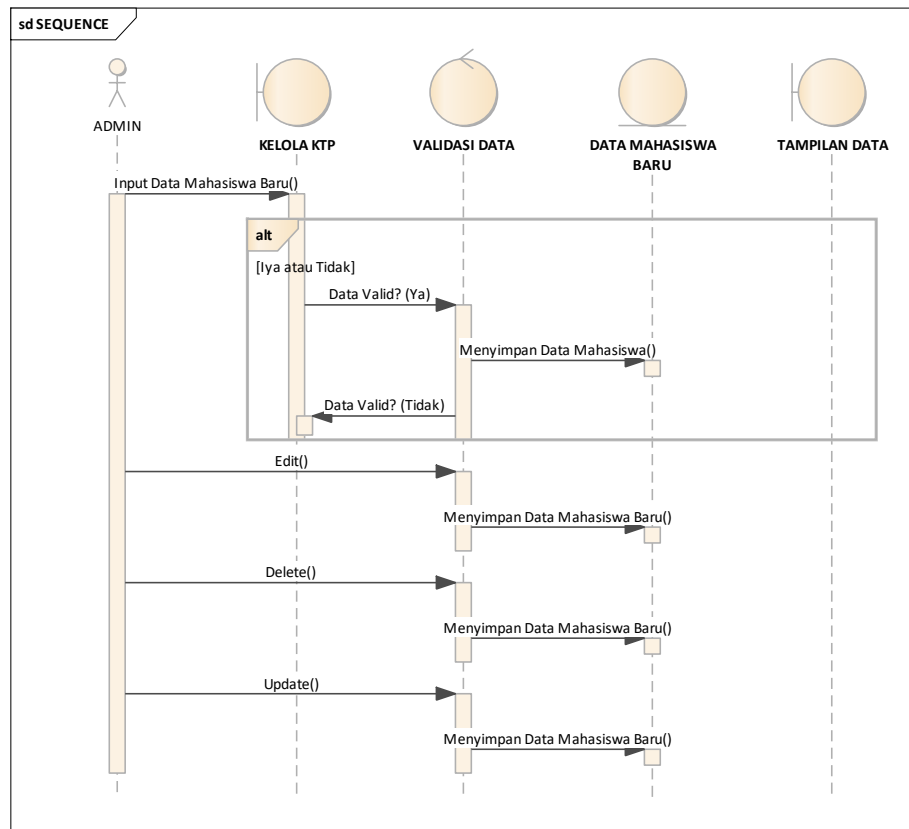 sd SEQUENCE
ADMIN
KELOLA KTP
VALIDASI DATA
DATA MAHASISWA
BARU
TAMPILAN DATA
Input Data Mahasiswa Baru()
alt
[Iya atau Tidak]
Data Valid? (Ya)
Menyimpan Data Mahasiswa()
Data Valid? (Tidak)
Edit()
Menyimpan Data Mahasiswa Baru()
Delete()
Menyimpan Data Mahasiswa Baru()
Update()
Menyimpan Data Mahasiswa Baru()